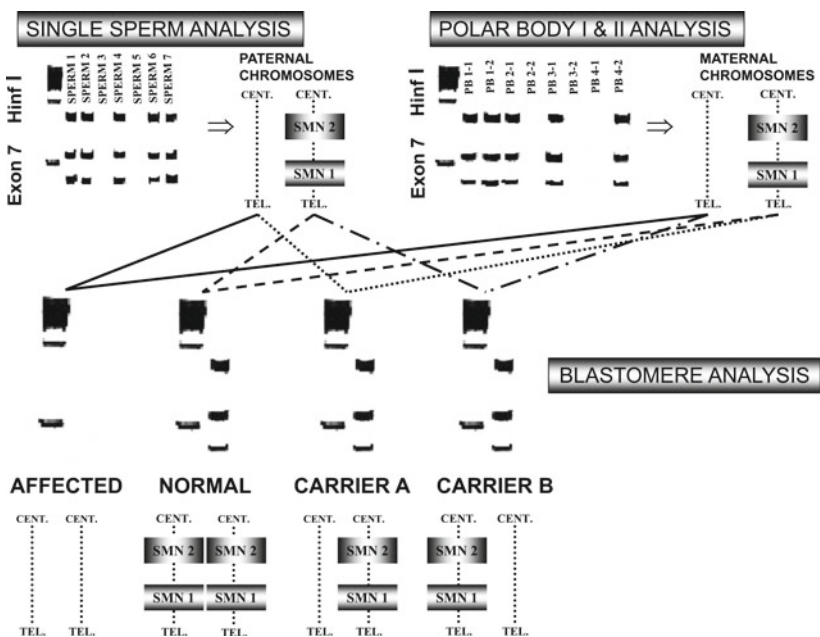 SINGLE SPERM ANALYSIS
POLAR BODY I & II ANALYSIS
Hinf I
Exon 7
SPERM 1
SPERM 2
SPERM 3
SPERM 4
SPERM 5
SPERM 6
SPERM 7
⇒
PATERNAL
CHROMOSOMES
CENT. CENT.
SMN 2
SMN 1
TEL. TEL.
Hinf I
Exon 7
PB 1-1
PB 1-2
PB 2-1
PB 2-2
PB 3-1
PB 3-2
PB 4-1
PB 4-2
⇒
MATERNAL
CHROMOSOMES
CENT. CENT.
SMN 2
SMN 1
TEL. TEL.
BLASTOMERE ANALYSIS
AFFECTED NORMAL CARRIER A CARRIER B
CENT. CENT. CENT. CENT. CENT. CENT. CENT. CENT.
SMN 2 SMN 2 SMN 2 SMN 2
SMN 1 SMN 1 SMN 1 SMN 1
TEL. TEL. TEL. TEL. TEL. TEL. TEL. TEL.